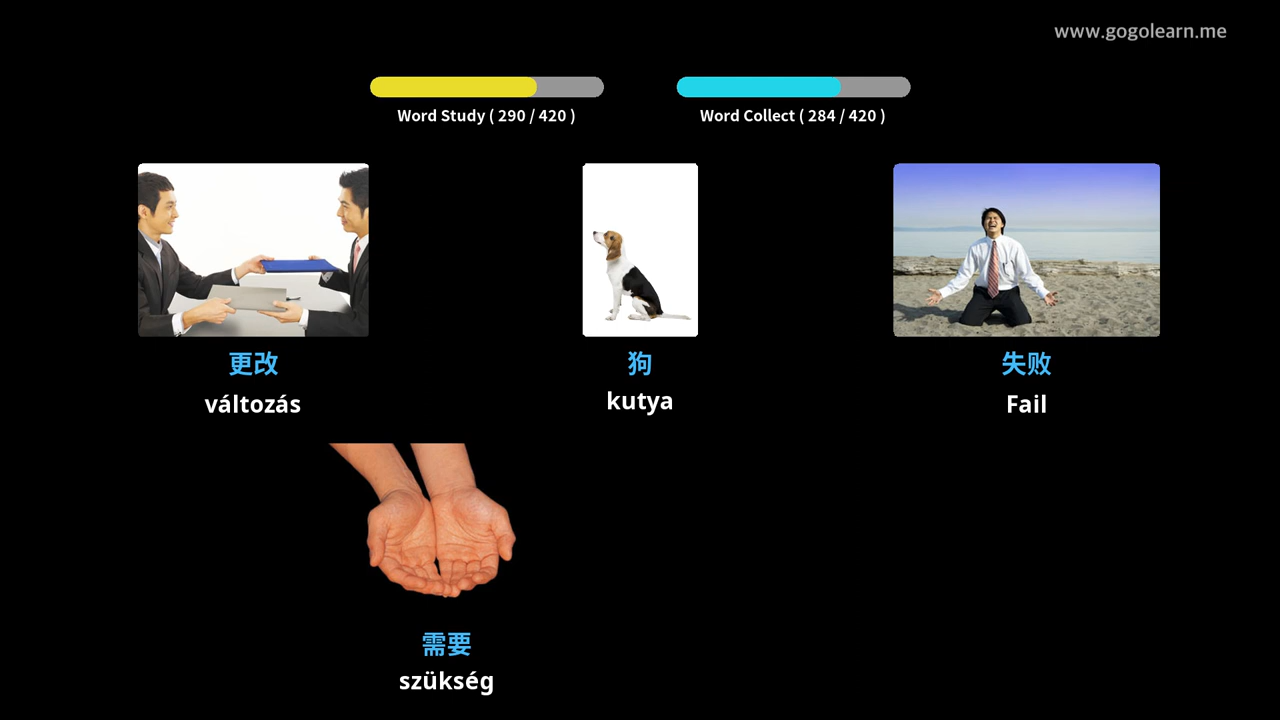 www.gogolearn.me
Word Study ( 290 / 420 )
Word Collect ( 284 / 420 )
更改
változás
狗
kutya
失败
Fail
需要
szükség